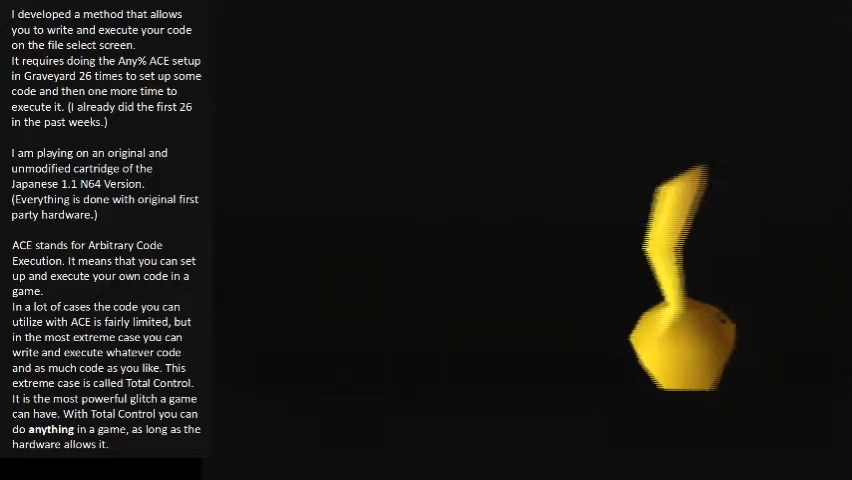 I developed a method that allows
you to write and execute your code
on the file select screen.
It requires doing the Any% ACE setup
in Graveyard 26 times to set up some
code and then one more time to
execute it. (I already did the first 26
in the past weeks.)
I am playing on an original and
unmodified cartridge of the
Japanese 1.1 N64 Version.
(Everything is done with original first
party hardware.)
ACE stands for Arbitrary Code
Execution. It means that you can set
up and execute your own code in a
game.
In a lot of cases the code you can
utilize with ACE is fairly limited, but
in the most extreme case you can
write and execute whatever code
and as much code as you like. This
extreme case is called Total Control.
It is the most powerful glitch a game
can have. With Total Control you can
do anything in a game, as long as the
hardware allows it.